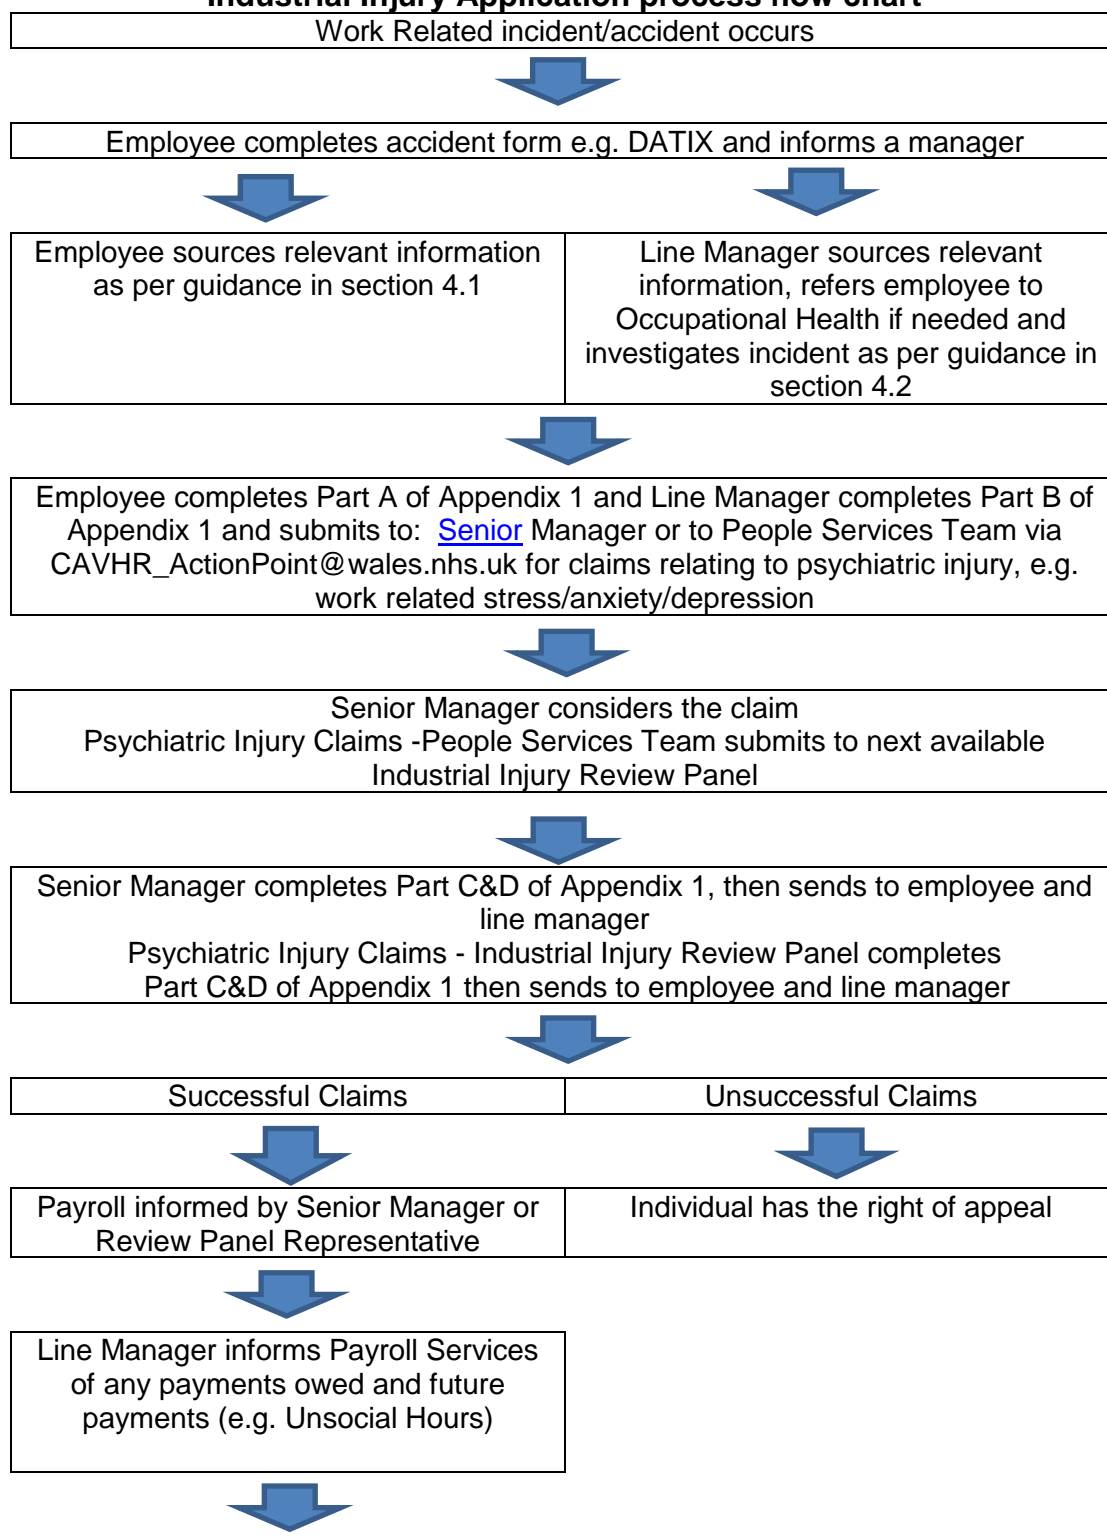 Industrial Injury Application process flow chart
Work Related incident/accident occurs
Employee completes accident form e.g. DATIX and informs a manager
Employee sources relevant information
as per guidance in section 4.1
Line Manager sources relevant
information, refers employee to
Occupational Health if needed and
investigates incident as per guidance in
section 4.2
Employee completes Part A of Appendix 1 and Line Manager completes Part B of
Appendix 1 and submits to:  Senior Manager or to People Services Team via
CAVHR_ActionPoint@wales.nhs.uk for claims relating to psychiatric injury, e.g.
work related stress/anxiety/depression
Senior Manager considers the claim
Psychiatric Injury Claims -People Services Team submits to next available
Industrial Injury Review Panel
Senior Manager completes Part C&D of Appendix 1, then sends to employee and
line manager
Psychiatric Injury Claims - Industrial Injury Review Panel completes
Part C&D of Appendix 1 then sends to employee and line manager
Successful Claims
Unsuccessful Claims
Payroll informed by Senior Manager or
Review Panel Representative
Individual has the right of appeal
Line Manager informs Payroll Services
of any payments owed and future
payments (e.g. Unsocial Hours)